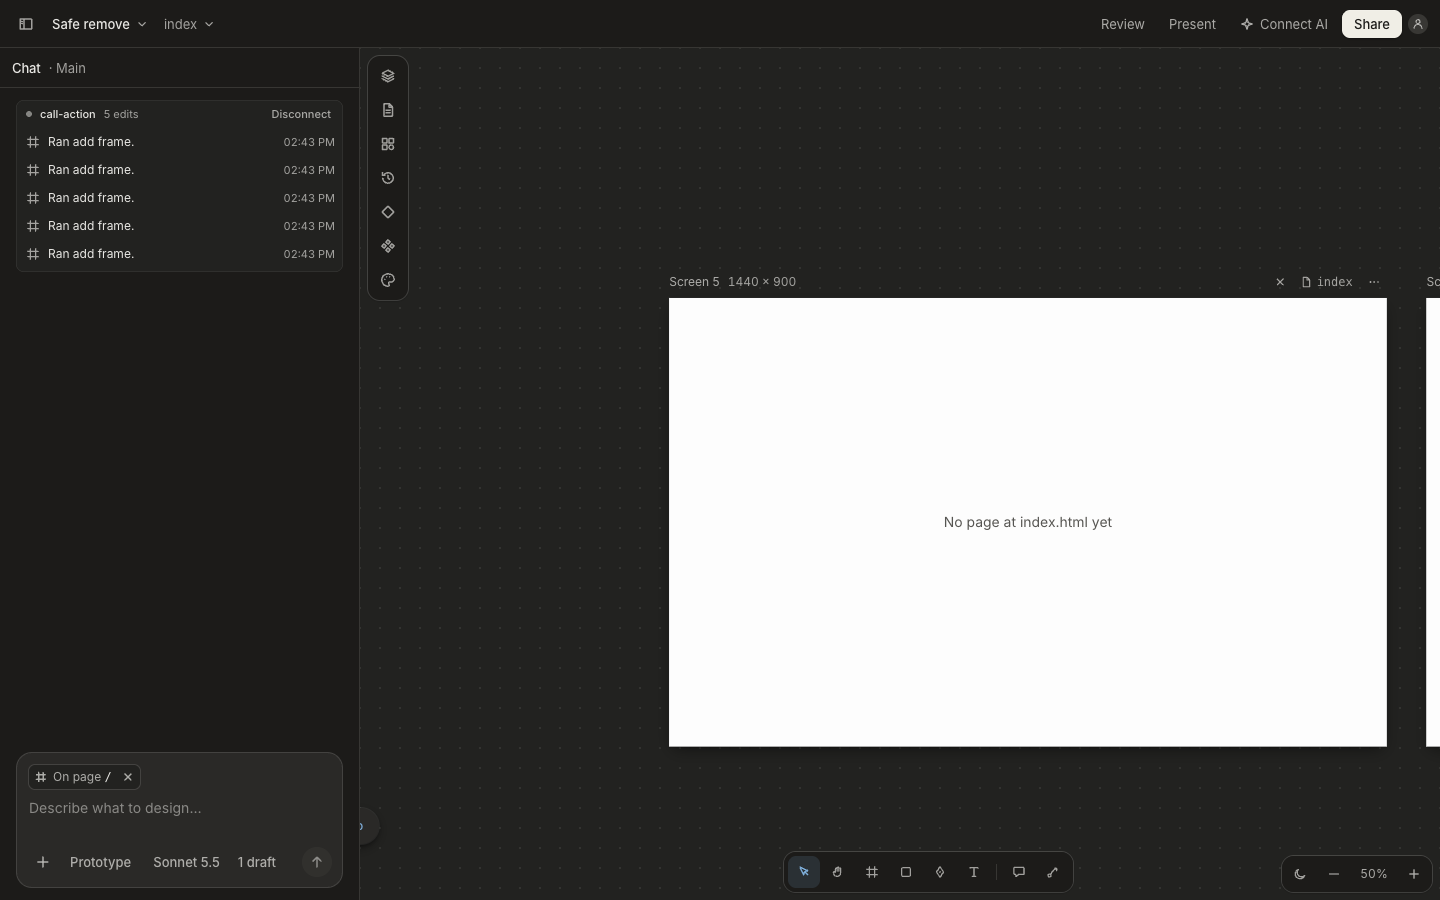 Safe remove index Review Present Connect AI Share
Chat · Main
call-action 5 edits Disconnect
Ran add frame. 02:43 PM
Ran add frame. 02:43 PM
Ran add frame. 02:43 PM
Ran add frame. 02:43 PM
Ran add frame. 02:43 PM
Screen 5 1440 × 900 index
No page at index.html yet
On page /
Describe what to design...
Prototype Sonnet 5.5 1 draft
50%